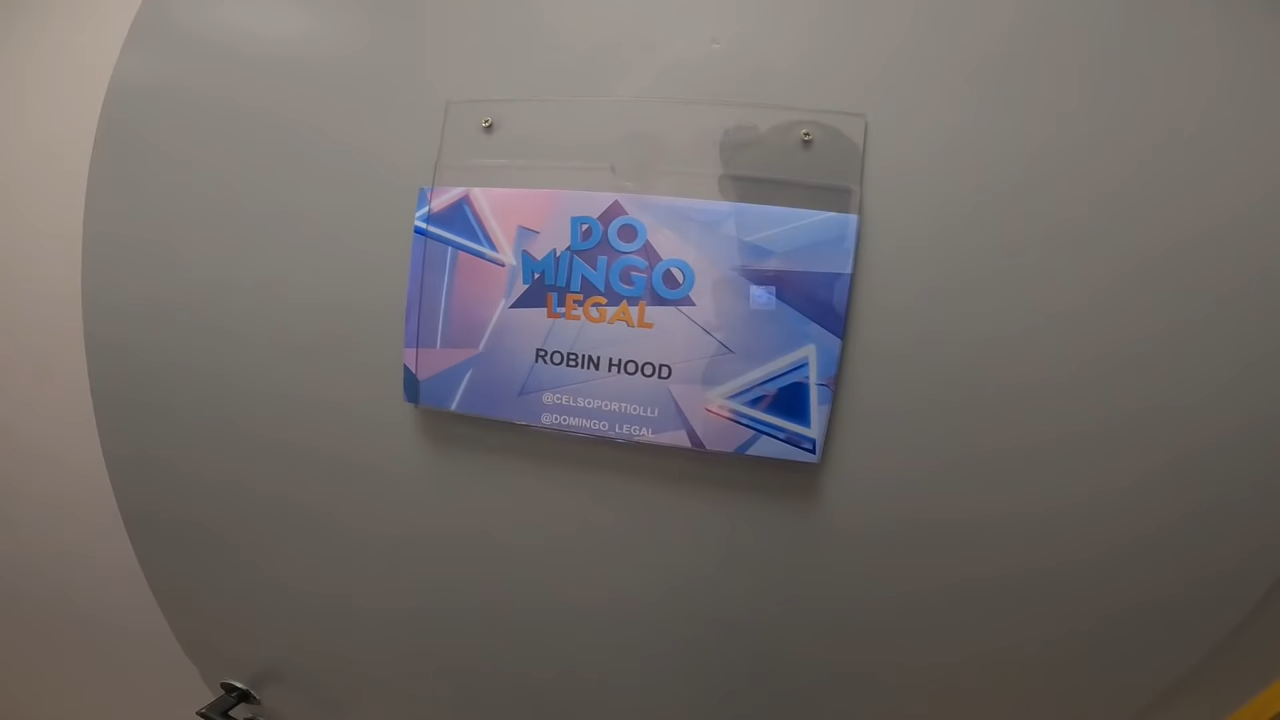 DO
MINGO
LEGAL
ROBIN HOOD
@CELSOPORTIOLLI
@DOMINGO_LEGAL